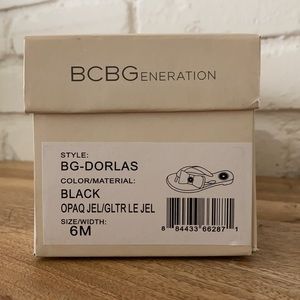 BCBGENERATION
STYLE:
BG-DORLAS
COLOR/MATERIAL:
BLACK
OPAQ JEL/GLTR LE JEL
SIZE/WIDTH:
6M
8 84433 66287 1